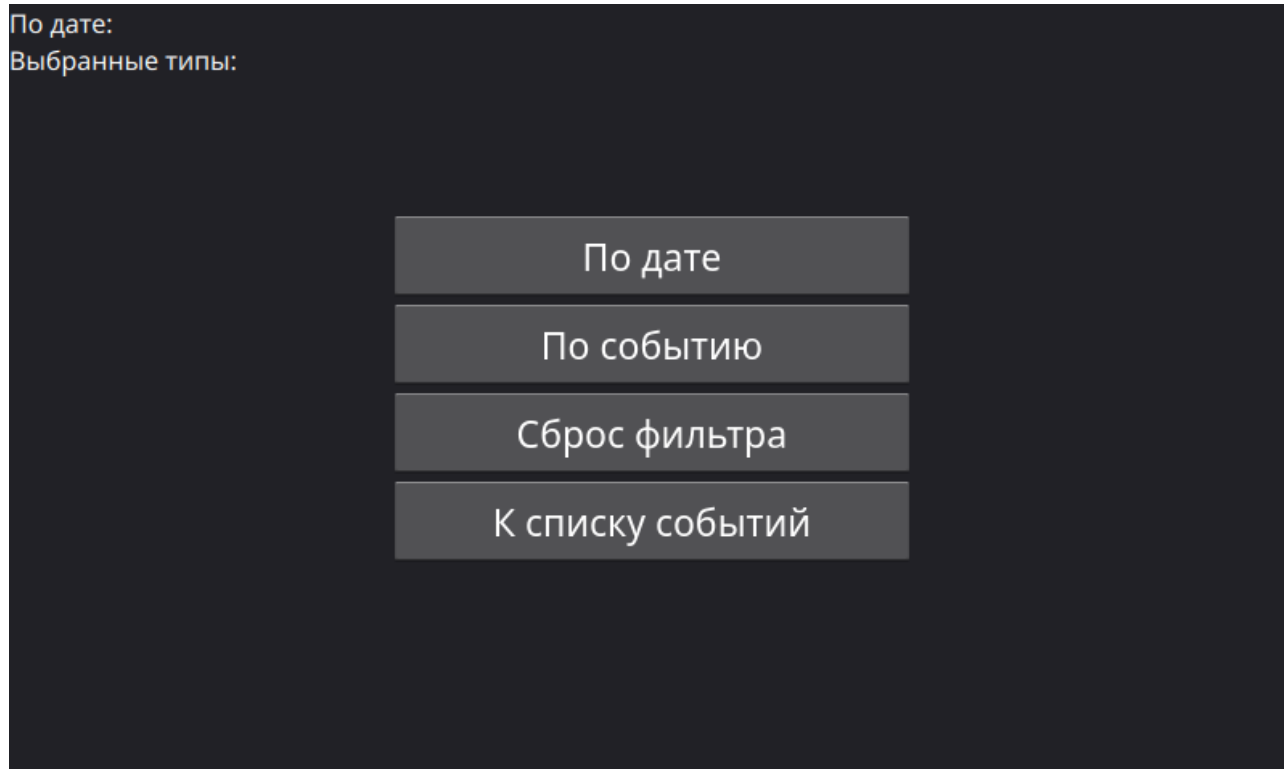 По дате:
Выбранные типы:
По дате
По событию
Сброс фильтра
К списку событий